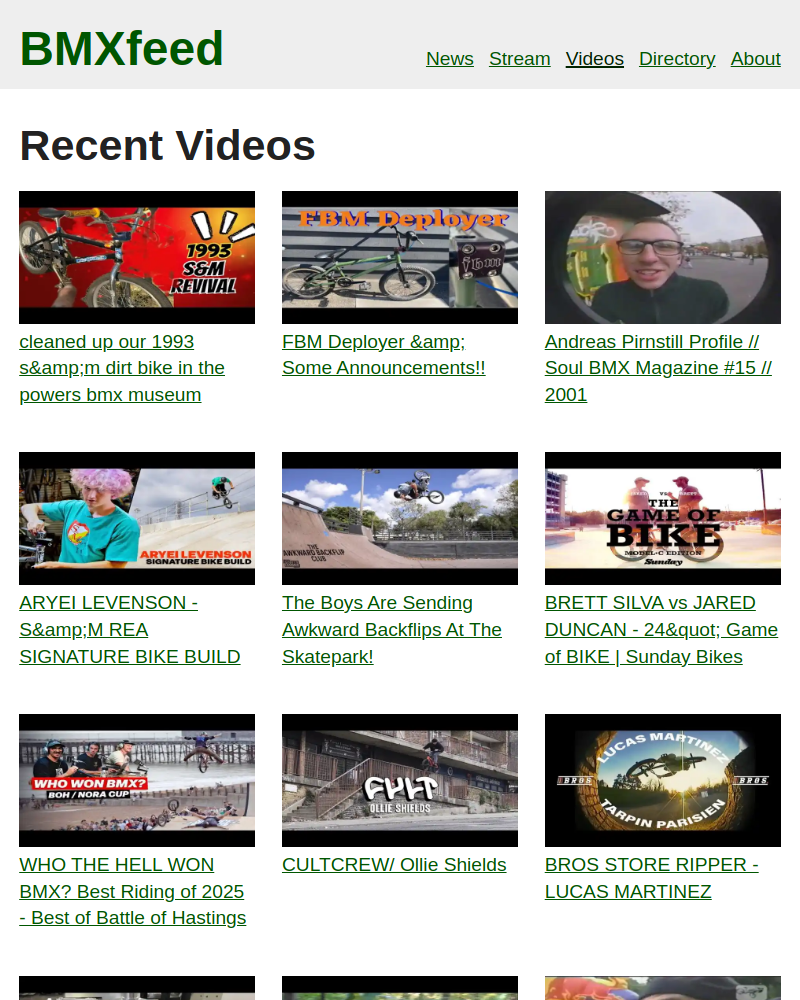 BMXfeed
News Stream Videos Directory About
Recent Videos
1993
S&M
REVIVAL
FBM Deployer
fbm
cleaned up our 1993
s&amp;m dirt bike in the
powers bmx museum
FBM Deployer &amp;
Some Announcements!!
Andreas Pirnstill Profile //
Soul BMX Magazine #15 //
2001
ARYEI LEVENSON
SIGNATURE BIKE BUILD
THE
AWKWARD BACKFLIP
CLUB
THE
GAME OF
BIKE
MODEL-C EDITION
Sunday
ARYEI LEVENSON -
S&amp;M REA
SIGNATURE BIKE BUILD
The Boys Are Sending
Awkward Backflips At The
Skatepark!
BRETT SILVA vs JARED
DUNCAN - 24&quot; Game
of BIKE | Sunday Bikes
WHO WON BMX?
BOH / NORA CUP
CULT
OLLIE SHIELDS
LUCAS MARTINEZ
BROS BROS
TARPIN PARISIEN
WHO THE HELL WON
BMX? Best Riding of 2025
- Best of Battle of Hastings
CULTCREW/ Ollie Shields
BROS STORE RIPPER -
LUCAS MARTINEZ